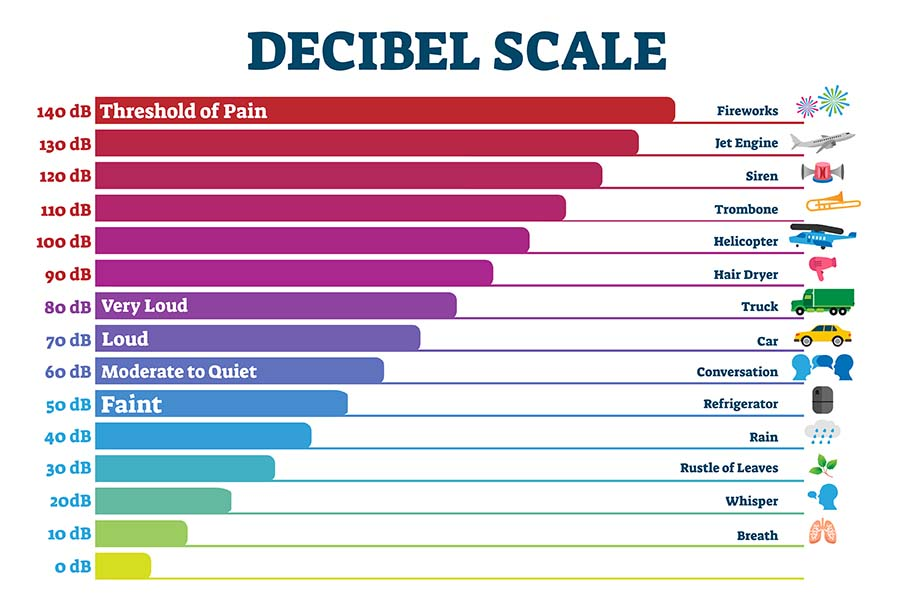 DECIBEL SCALE
140 dB Threshold of Pain Fireworks
130 dB Jet Engine
120 dB Siren
110 dB Trombone
100 dB Helicopter
90 dB Hair Dryer
80 dB Very Loud Truck
70 dB Loud Car
60 dB Moderate to Quiet Conversation
50 dB Faint Refrigerator
40 dB Rain
30 dB Rustle of Leaves
20dB Whisper
10 dB Breath
0 dB